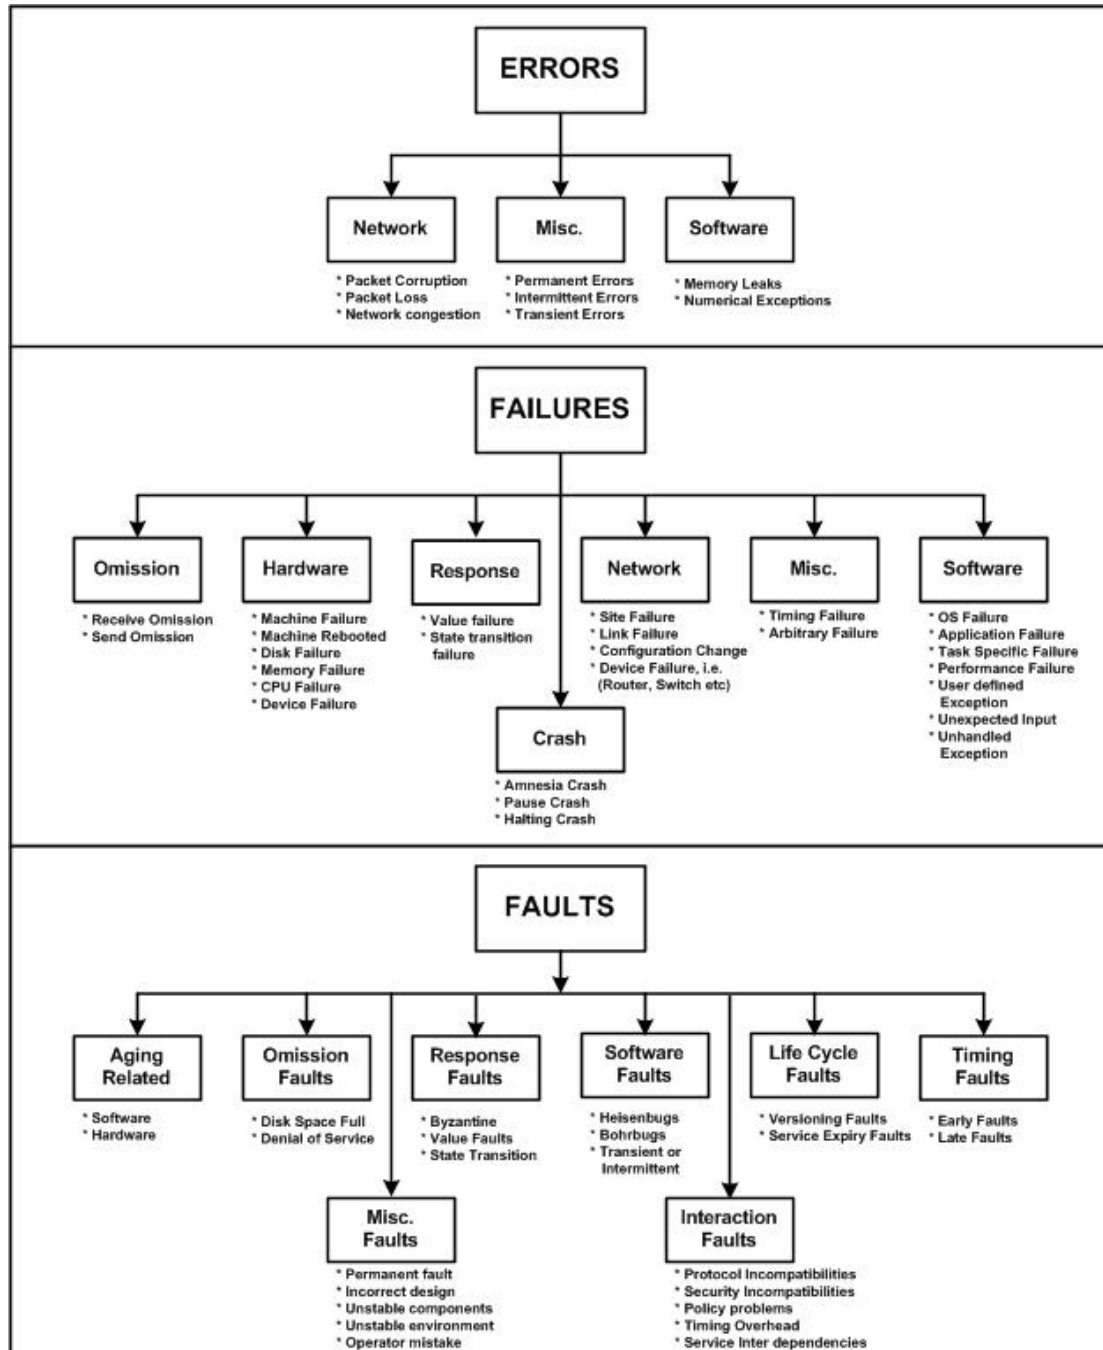 ERRORS
Network
* Packet Corruption
* Packet Loss
* Network congestion
Misc.
* Permanent Errors
* Intermittent Errors
* Transient Errors
Software
* Memory Leaks
* Numerical Exceptions
FAILURES
Omission
* Receive Omission
* Send Omission
Hardware
* Machine Failure
* Machine Rebooted
* Disk Failure
* Memory Failure
* CPU Failure
* Device Failure
Response
* Value failure
* State transition
failure
Network
* Site Failure
* Link Failure
* Configuration Change
* Device Failure, i.e.
(Router, Switch etc)
Misc.
* Timing Failure
* Arbitrary Failure
Software
* OS Failure
* Application Failure
* Task Specific Failure
* Performance Failure
* User defined
Exception
* Unexpected Input
* Unhandled
Exception
Crash
* Amnesia Crash
* Pause Crash
* Halting Crash
FAULTS
Aging
Related
* Software
* Hardware
Omission
Faults
* Disk Space Full
* Denial of Service
Response
Faults
* Byzantine
* Value Faults
* State Transition
Software
Faults
* Heisenbugs
* Bohrbugs
* Transient or
Intermittent
Life Cycle
Faults
* Versioning Faults
* Service Expiry Faults
Timing
Faults
* Early Faults
* Late Faults
Misc.
Faults
* Permanent fault
* Incorrect design
* Unstable components
* Unstable environment
* Operator mistake
Interaction
Faults
* Protocol Incompatibilities
* Security Incompatibilities
* Policy problems
* Timing Overhead
* Service Inter dependencies